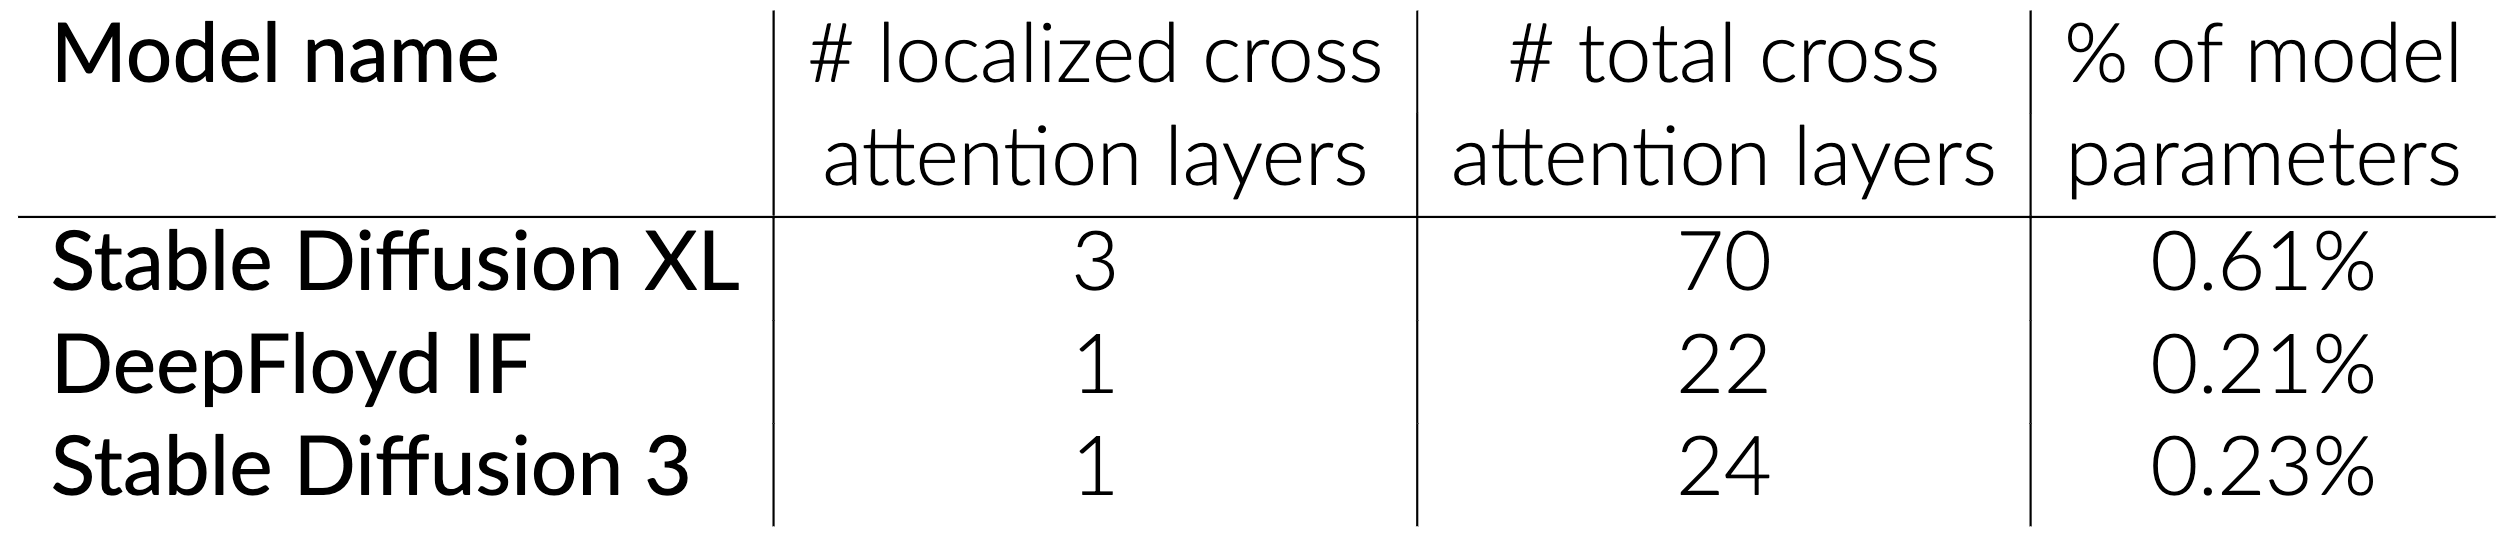 Model name # localized cross # total cross % of model
attention layers attention layers parameters
Stable Diffusion XL 3 70 0.61%
DeepFloyd IF 1 22 0.21%
Stable Diffusion 3 1 24 0.23%